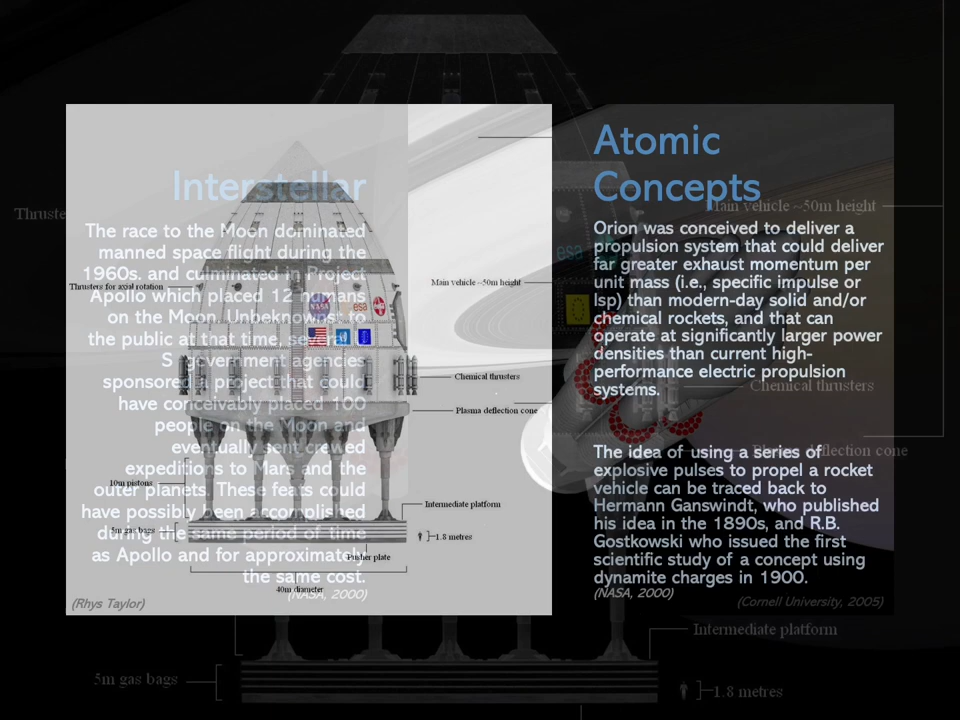 Interstellar
The race to the Moon dominated
manned space flight during the
1960s. and culminated in Project
Apollo which placed 12 humans
on the Moon. Unbeknownst to
the public at that time, several
S government agencies
sponsored a project that could
have conceivably placed 100
people on the Moon and
eventually sent crewed
expeditions to Mars and the
outer planets. These feats could
have possibly been accomplished
during the same period of time
as Apollo and for approximately
the same cost.
(NASA, 2000)
(Rhys Taylor)
Thrusters for axial rotation
Main vehicle ~50m height
NASA
esa
Chemical thrusters
Plasma deflection cone
10m pistons
Intermediate platform
5m gas bags
1.8 metres
Pusher plate
40m diameter
Atomic
Concepts
Orion was conceived to deliver a
propulsion system that could deliver
far greater exhaust momentum per
unit mass (i.e., specific impulse or
Isp) than modern-day solid and/or
chemical rockets, and that can
operate at significantly larger power
densities than current high-
performance electric propulsion
systems.
The idea of using a series of
explosive pulses to propel a rocket
vehicle can be traced back to
Hermann Ganswindt, who published
his idea in the 1890s, and R.B.
Gostkowski who issued the first
scientific study of a concept using
dynamite charges in 1900.
(NASA, 2000)
(Cornell University, 2005)
Main vehicle ~50m height
esa
Chemical thrusters
Plasma deflection cone
Intermediate platform
5m gas bags
1.8 metres